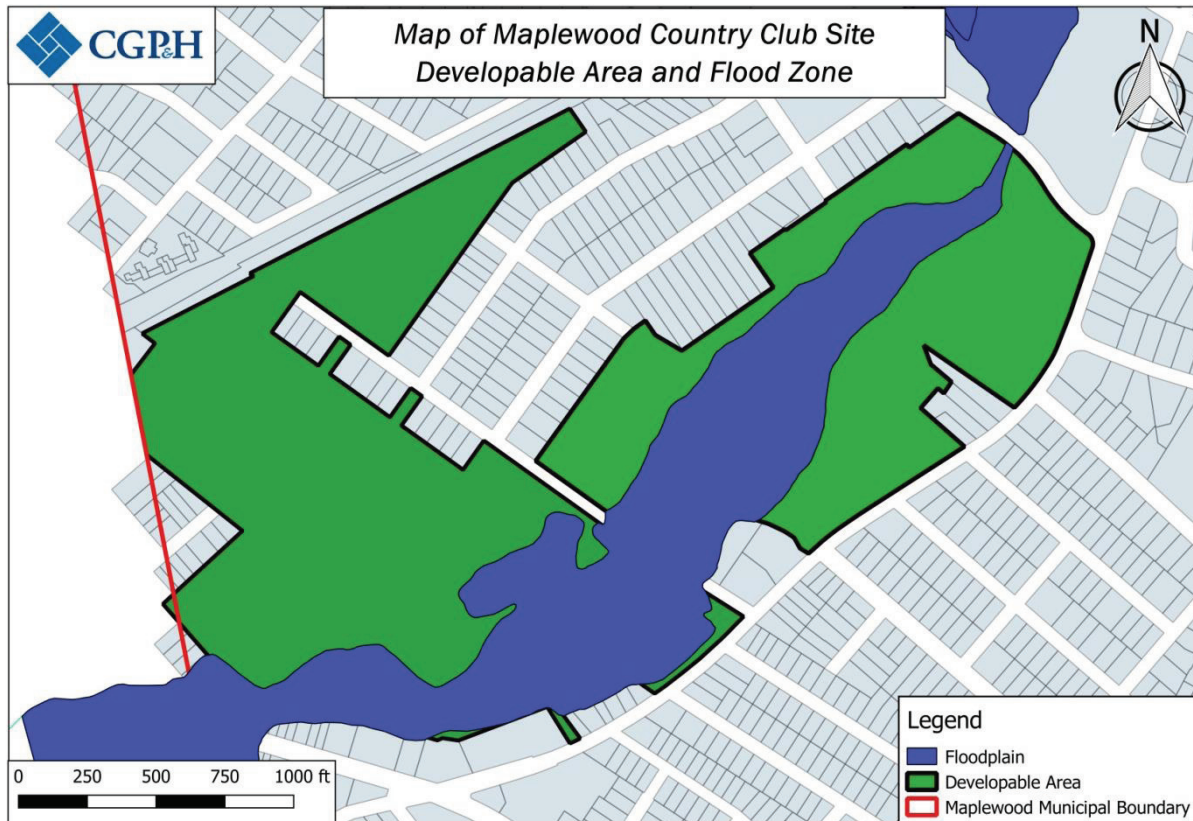 CGP&H
Map of Maplewood Country Club Site
Developable Area and Flood Zone
N
Legend
Floodplain
Developable Area
Maplewood Municipal Boundary
0 250 500 750 1000 ft